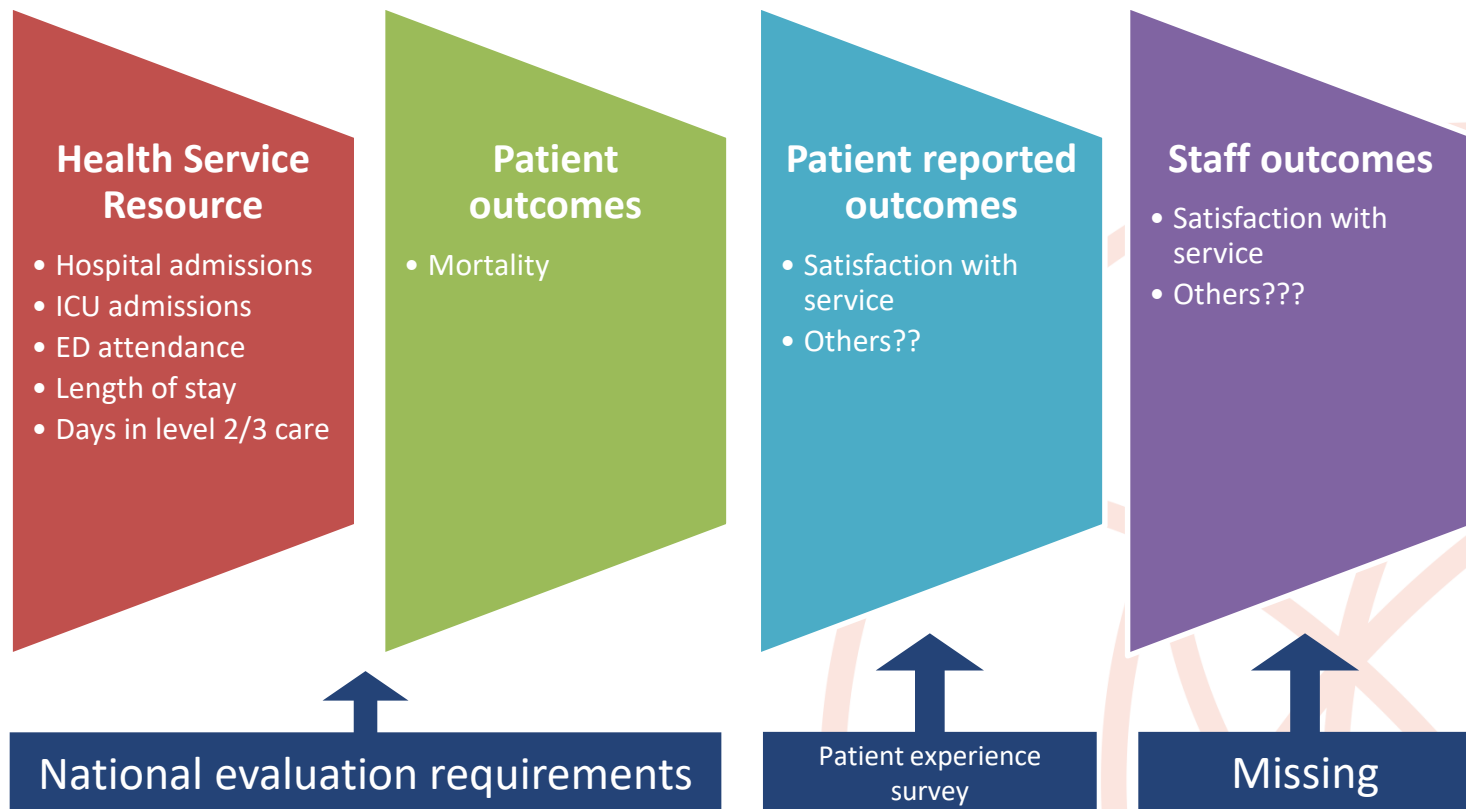 Health Service
Resource
• Hospital admissions
• ICU admissions
• ED attendance
• Length of stay
• Days in level 2/3 care
Patient
outcomes
• Mortality
Patient reported
outcomes
• Satisfaction with
service
• Others??
Staff outcomes
• Satisfaction with
service
• Others???
National evaluation requirements
Patient experience
survey
Missing